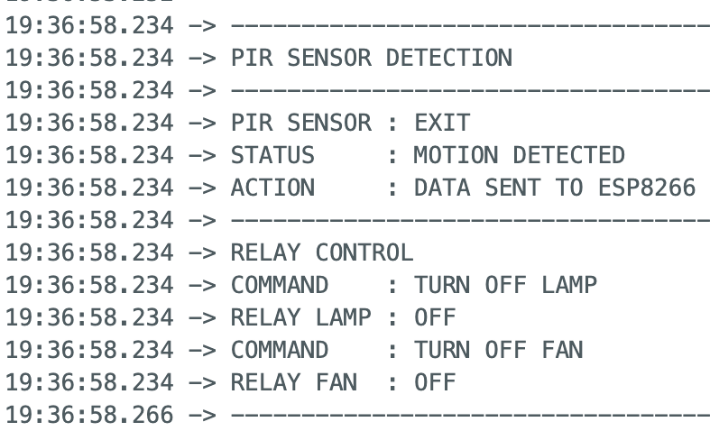 19:36:58.234 -> ----------------------------------
19:36:58.234 -> PIR SENSOR DETECTION
19:36:58.234 -> ----------------------------------
19:36:58.234 -> PIR SENSOR : EXIT
19:36:58.234 -> STATUS     : MOTION DETECTED
19:36:58.234 -> ACTION     : DATA SENT TO ESP8266
19:36:58.234 -> ----------------------------------
19:36:58.234 -> RELAY CONTROL
19:36:58.234 -> COMMAND    : TURN OFF LAMP
19:36:58.234 -> RELAY LAMP : OFF
19:36:58.234 -> COMMAND    : TURN OFF FAN
19:36:58.234 -> RELAY FAN  : OFF
19:36:58.266 -> ----------------------------------